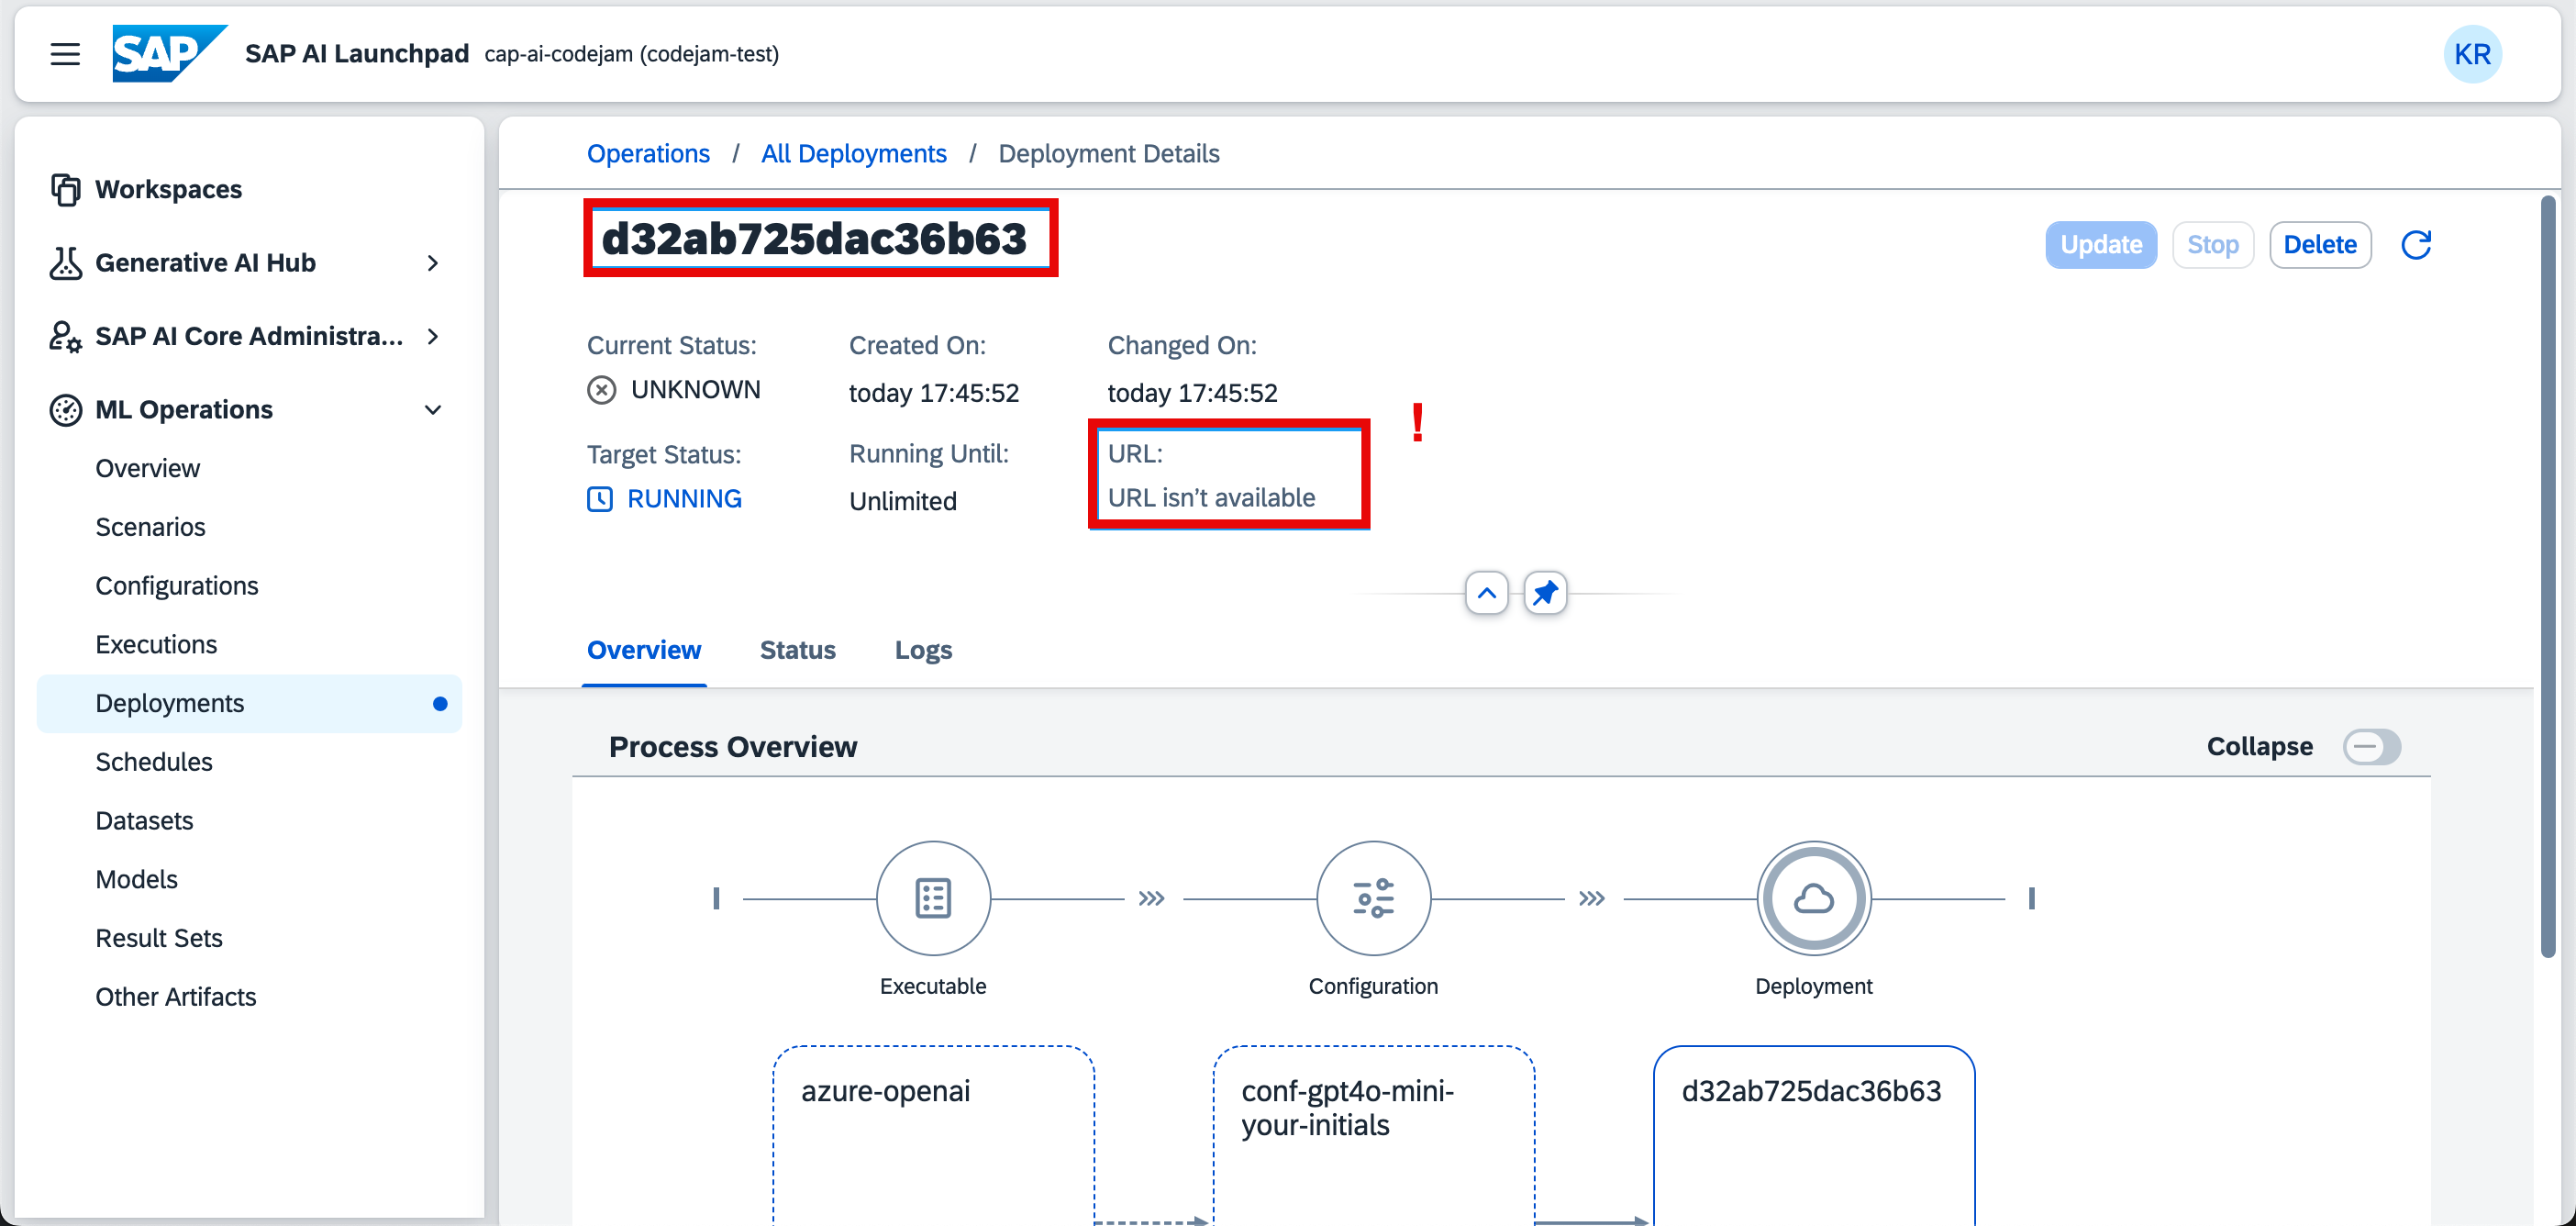 SAP SAP AI Launchpad cap-ai-codejam (codejam-test) KR
Workspaces
Generative AI Hub
SAP AI Core Administra...
ML Operations
Overview
Scenarios
Configurations
Executions
Deployments
Schedules
Datasets
Models
Result Sets
Other Artifacts
Operations / All Deployments / Deployment Details
d32ab725dac36b63
Update Stop Delete
Current Status: Created On: Changed On:
UNKNOWN today 17:45:52 today 17:45:52
!
Target Status: Running Until: URL:
RUNNING Unlimited URL isn’t available
Overview Status Logs
Process Overview Collapse
Executable Configuration Deployment
azure-openai
conf-gpt4o-mini-
your-initials
d32ab725dac36b63